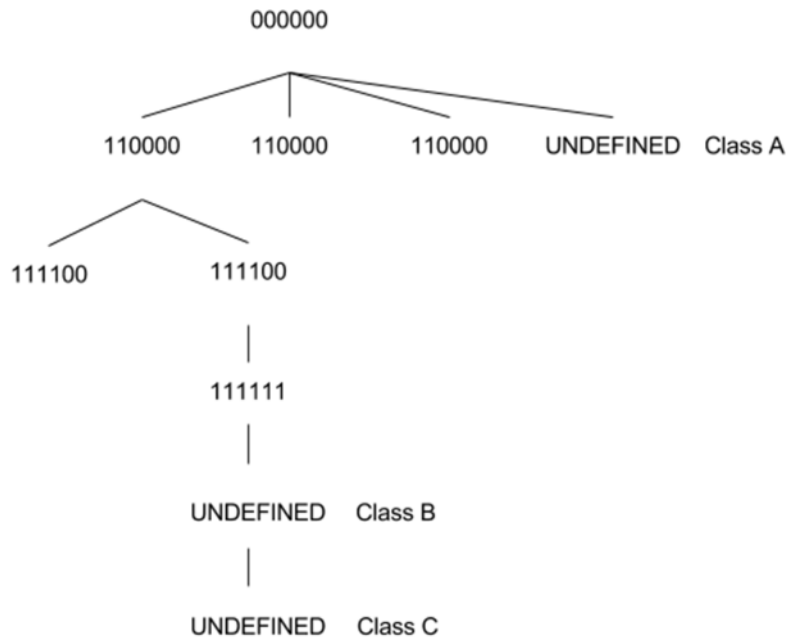 000000
110000 110000 110000 UNDEFINED Class A
111100 111100
111111
UNDEFINED Class B
UNDEFINED Class C